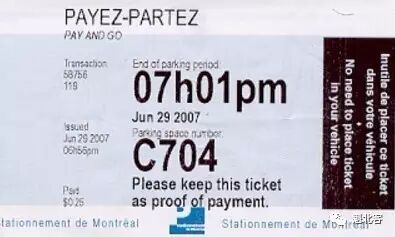 PAYEZ-PARTEZ
PAY AND GO
Transaction
58756
119
End of parking period
07h01pm
Jun 29 2007
Issued
Jun 29 2007
06h56pm
Parking space number
C704
Paid
$0.25
Please keep this ticket
as proof of payment.
Inutile de placer ce ticket
dans votre véhicule
•
No need to place ticket
in your vehicle
Stationnement de Montréal
Stationnement de Montréal